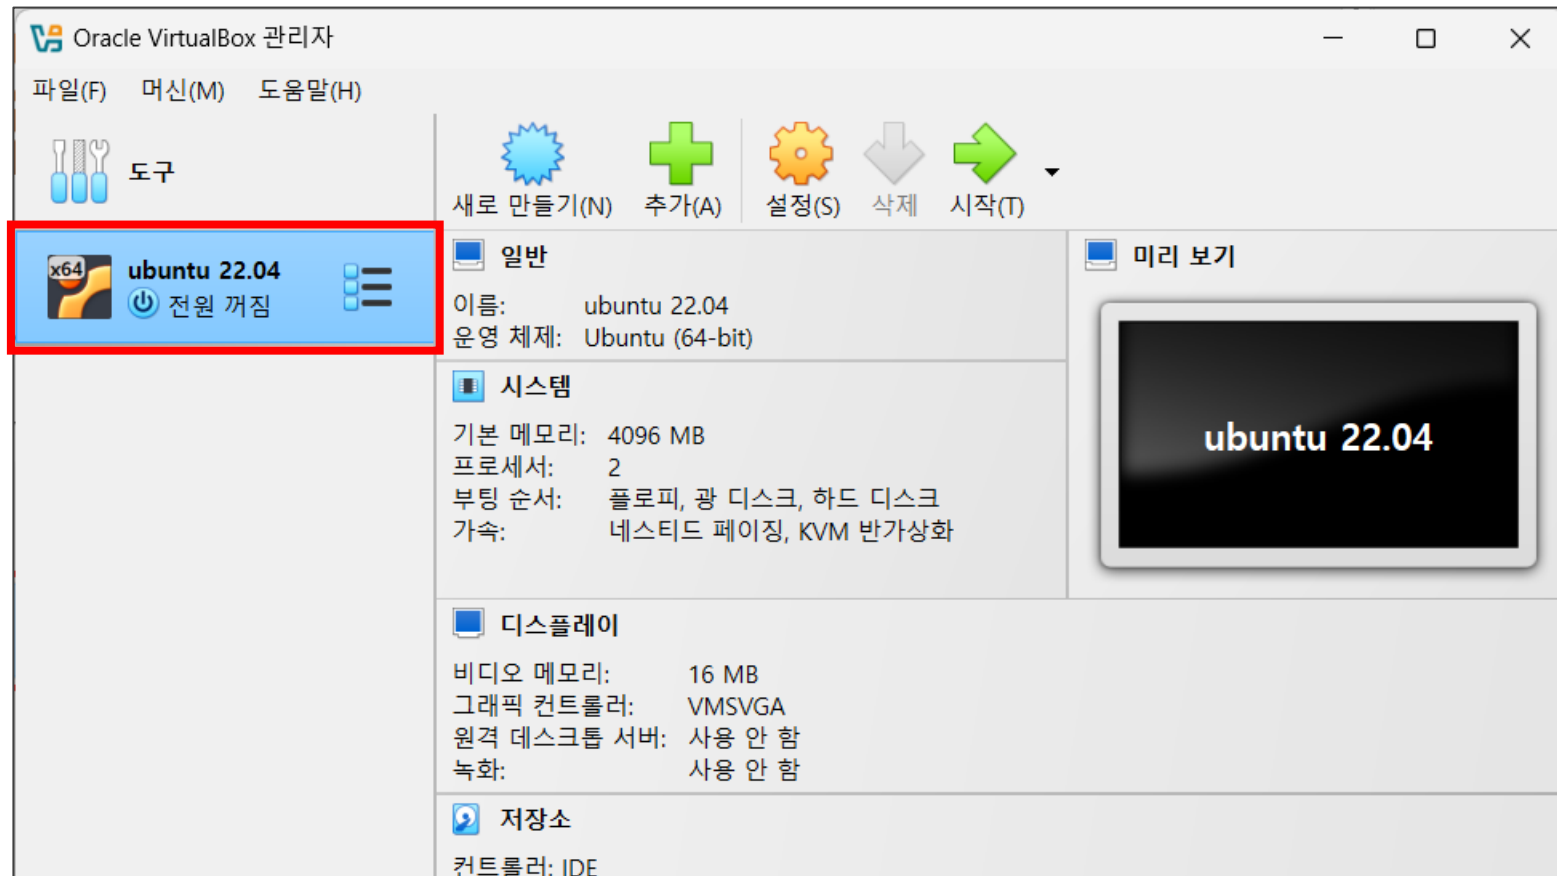 Oracle VirtualBox 관리자
파일(F) 머신(M) 도움말(H)
도구
새로 만들기(N) 추가(A) 설정(S) 삭제 시작(T)
x64
ubuntu 22.04
전원 꺼짐
일반
이름: ubuntu 22.04
운영 체제: Ubuntu (64-bit)
시스템
기본 메모리: 4096 MB
프로세서: 2
부팅 순서: 플로피, 광 디스크, 하드 디스크
가속: 네스티드 페이징, KVM 반가상화
미리 보기
ubuntu 22.04
디스플레이
비디오 메모리: 16 MB
그래픽 컨트롤러: VMSVGA
원격 데스크톱 서버: 사용 안 함
녹화: 사용 안 함
저장소
컨트롤러: IDE